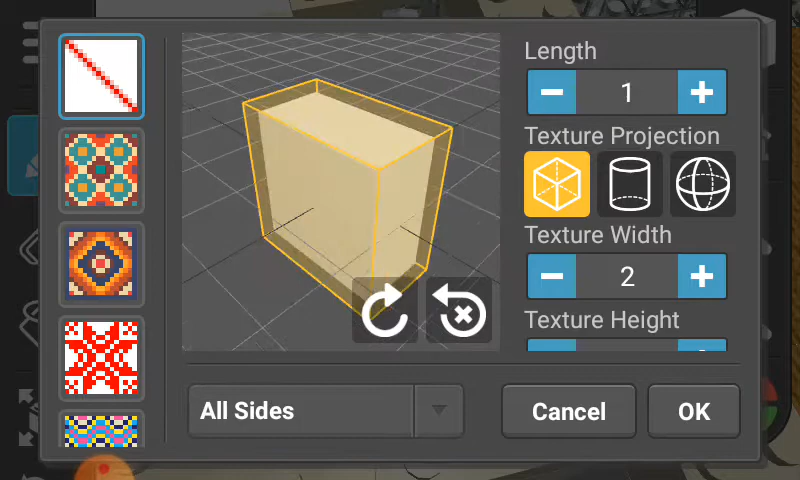 Length
1
Texture Projection
Texture Width
2
Texture Height
All Sides
Cancel
OK